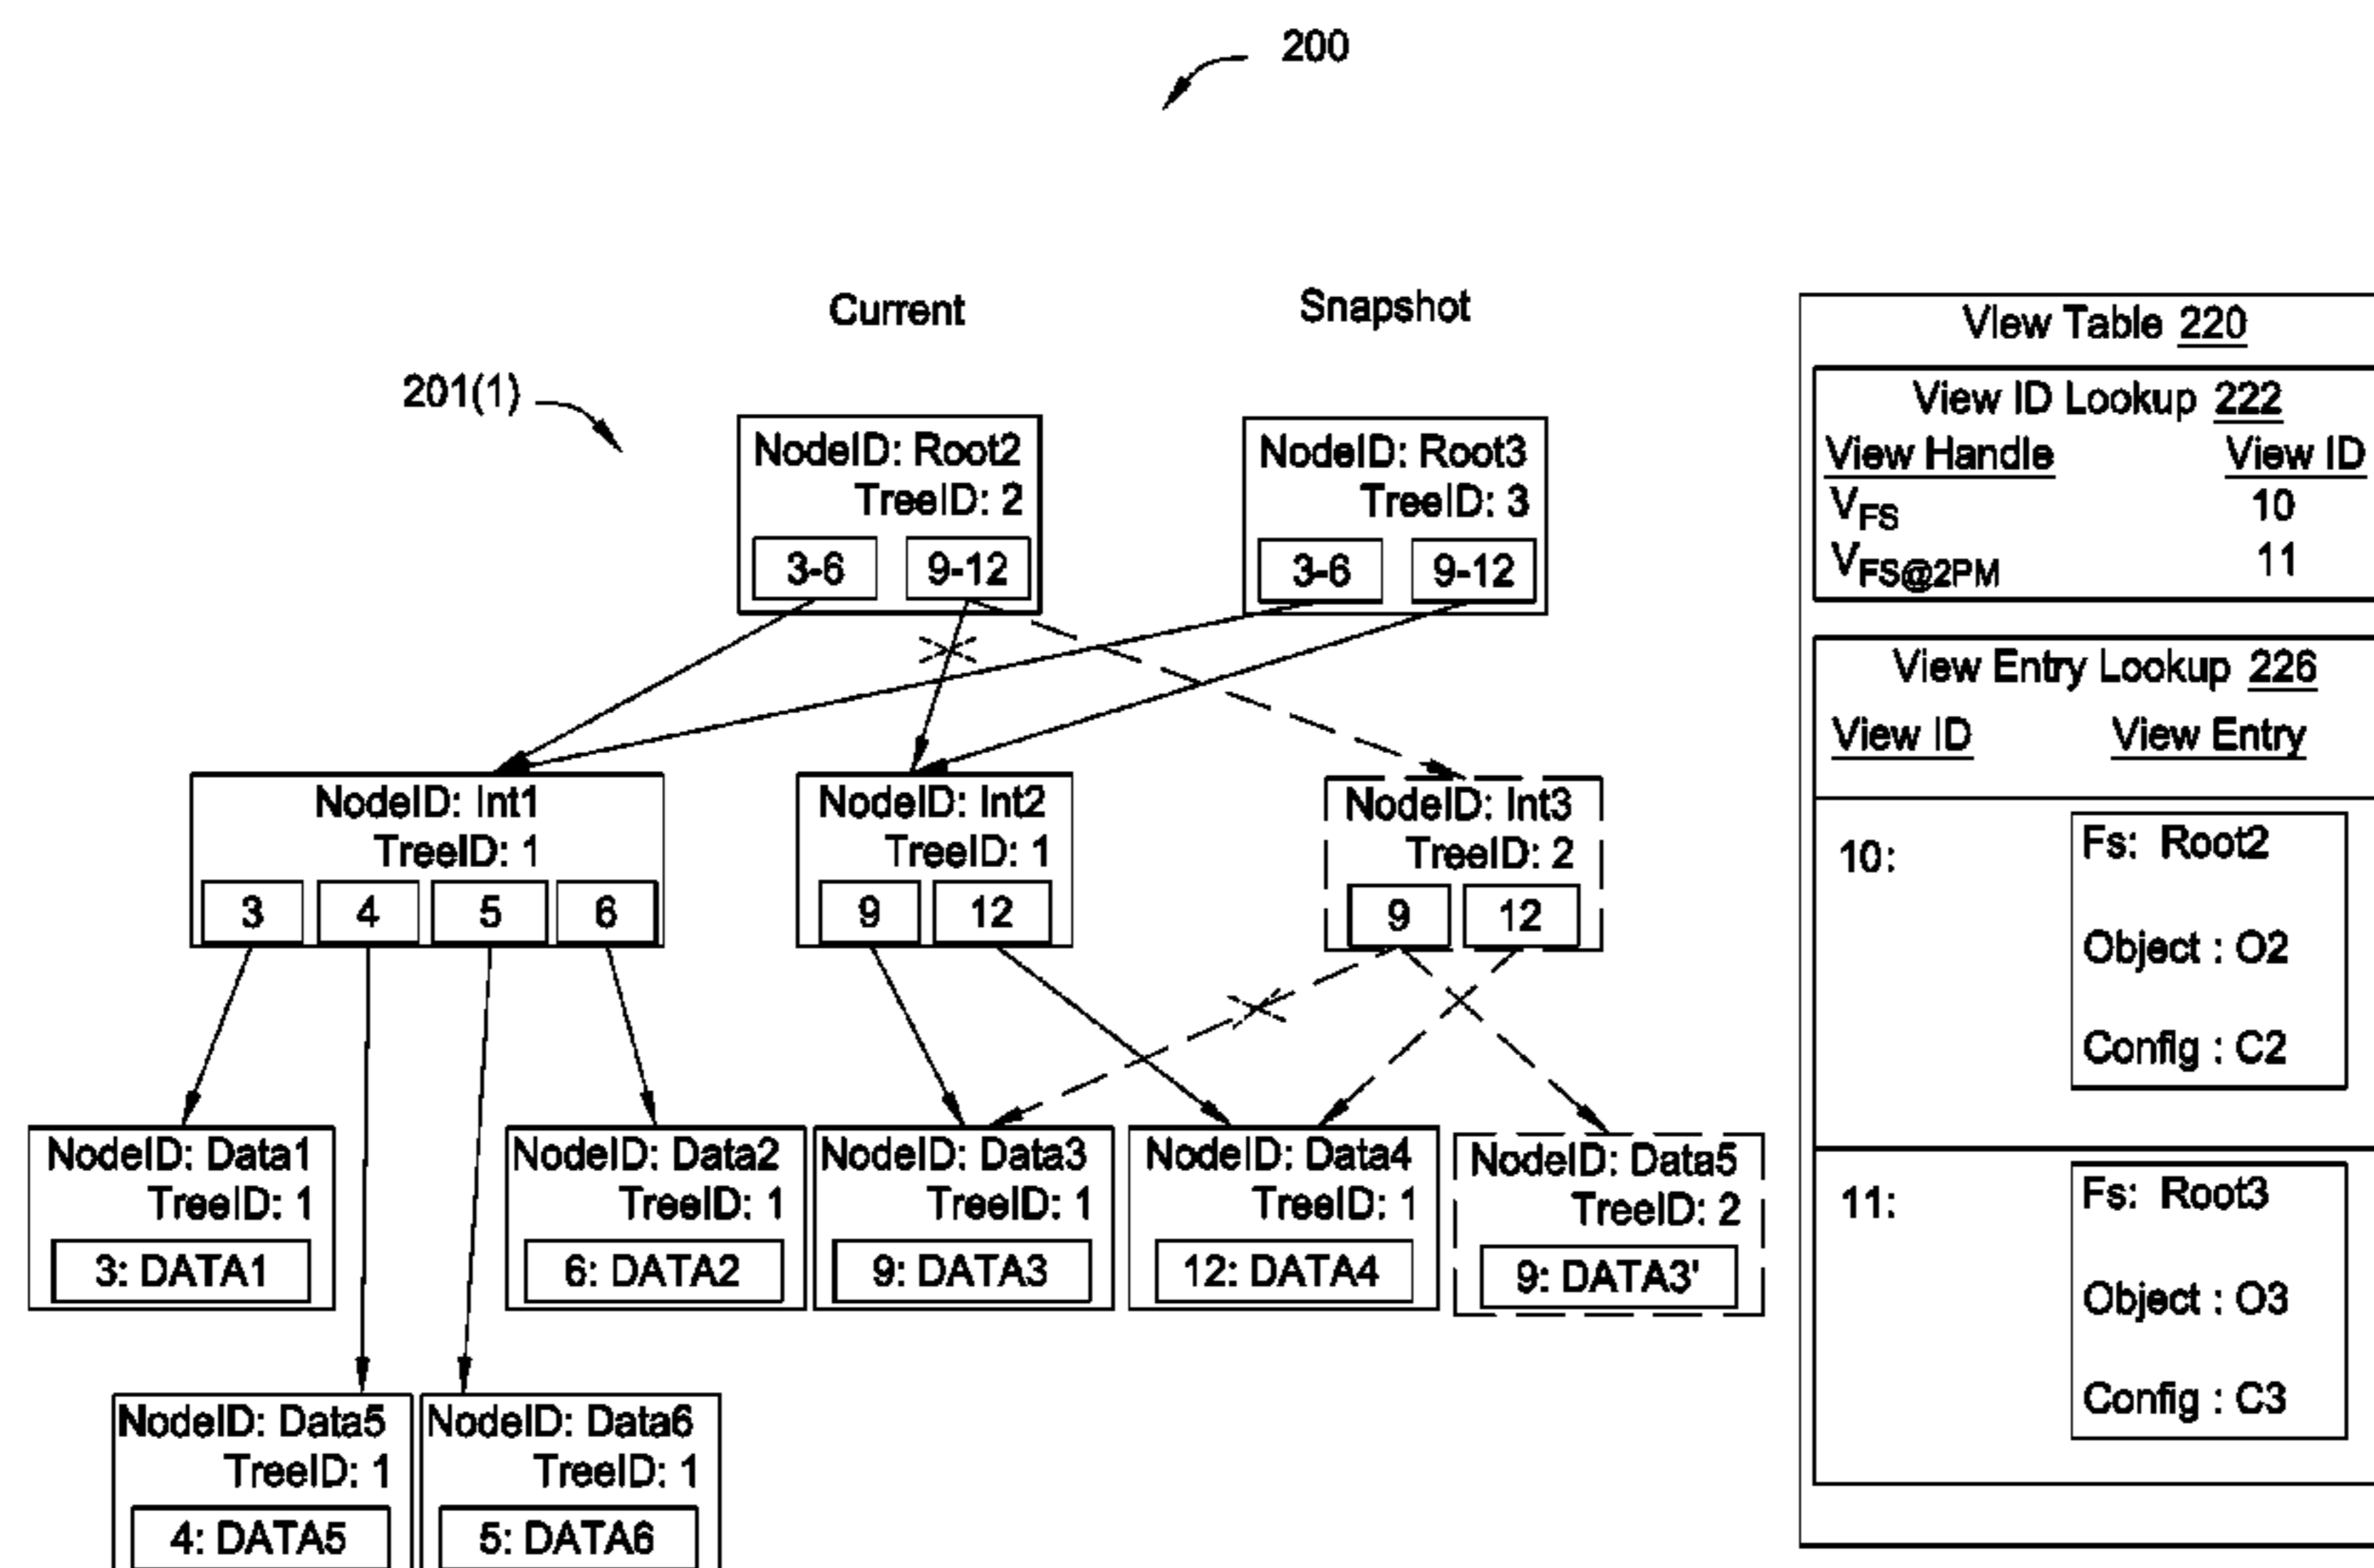 200
Current
Snapshot
201(1)
NodeID: Root2
TreeID: 2
3-6 9-12
NodeID: Root3
TreeID: 3
3-6 9-12
NodeID: Int1
TreeID: 1
3 4 5 6
NodeID: Int2
TreeID: 1
9 12
NodeID: Int3
TreeID: 2
9 12
NodeID: Data1
TreeID: 1
3: DATA1
NodeID: Data2
TreeID: 1
6: DATA2
NodeID: Data3
TreeID: 1
9: DATA3
NodeID: Data4
TreeID: 1
12: DATA4
NodeID: Data5
TreeID: 2
9: DATA3'
NodeID: Data5
TreeID: 1
4: DATA5
NodeID: Data6
TreeID: 1
5: DATA6
View Table 220
View ID Lookup 222
View Handle View ID
VFS 10
VFS@2PM 11
View Entry Lookup 226
View ID View Entry
10:
Fs: Root2
Object : O2
Config : C2
11:
Fs: Root3
Object : O3
Config : C3